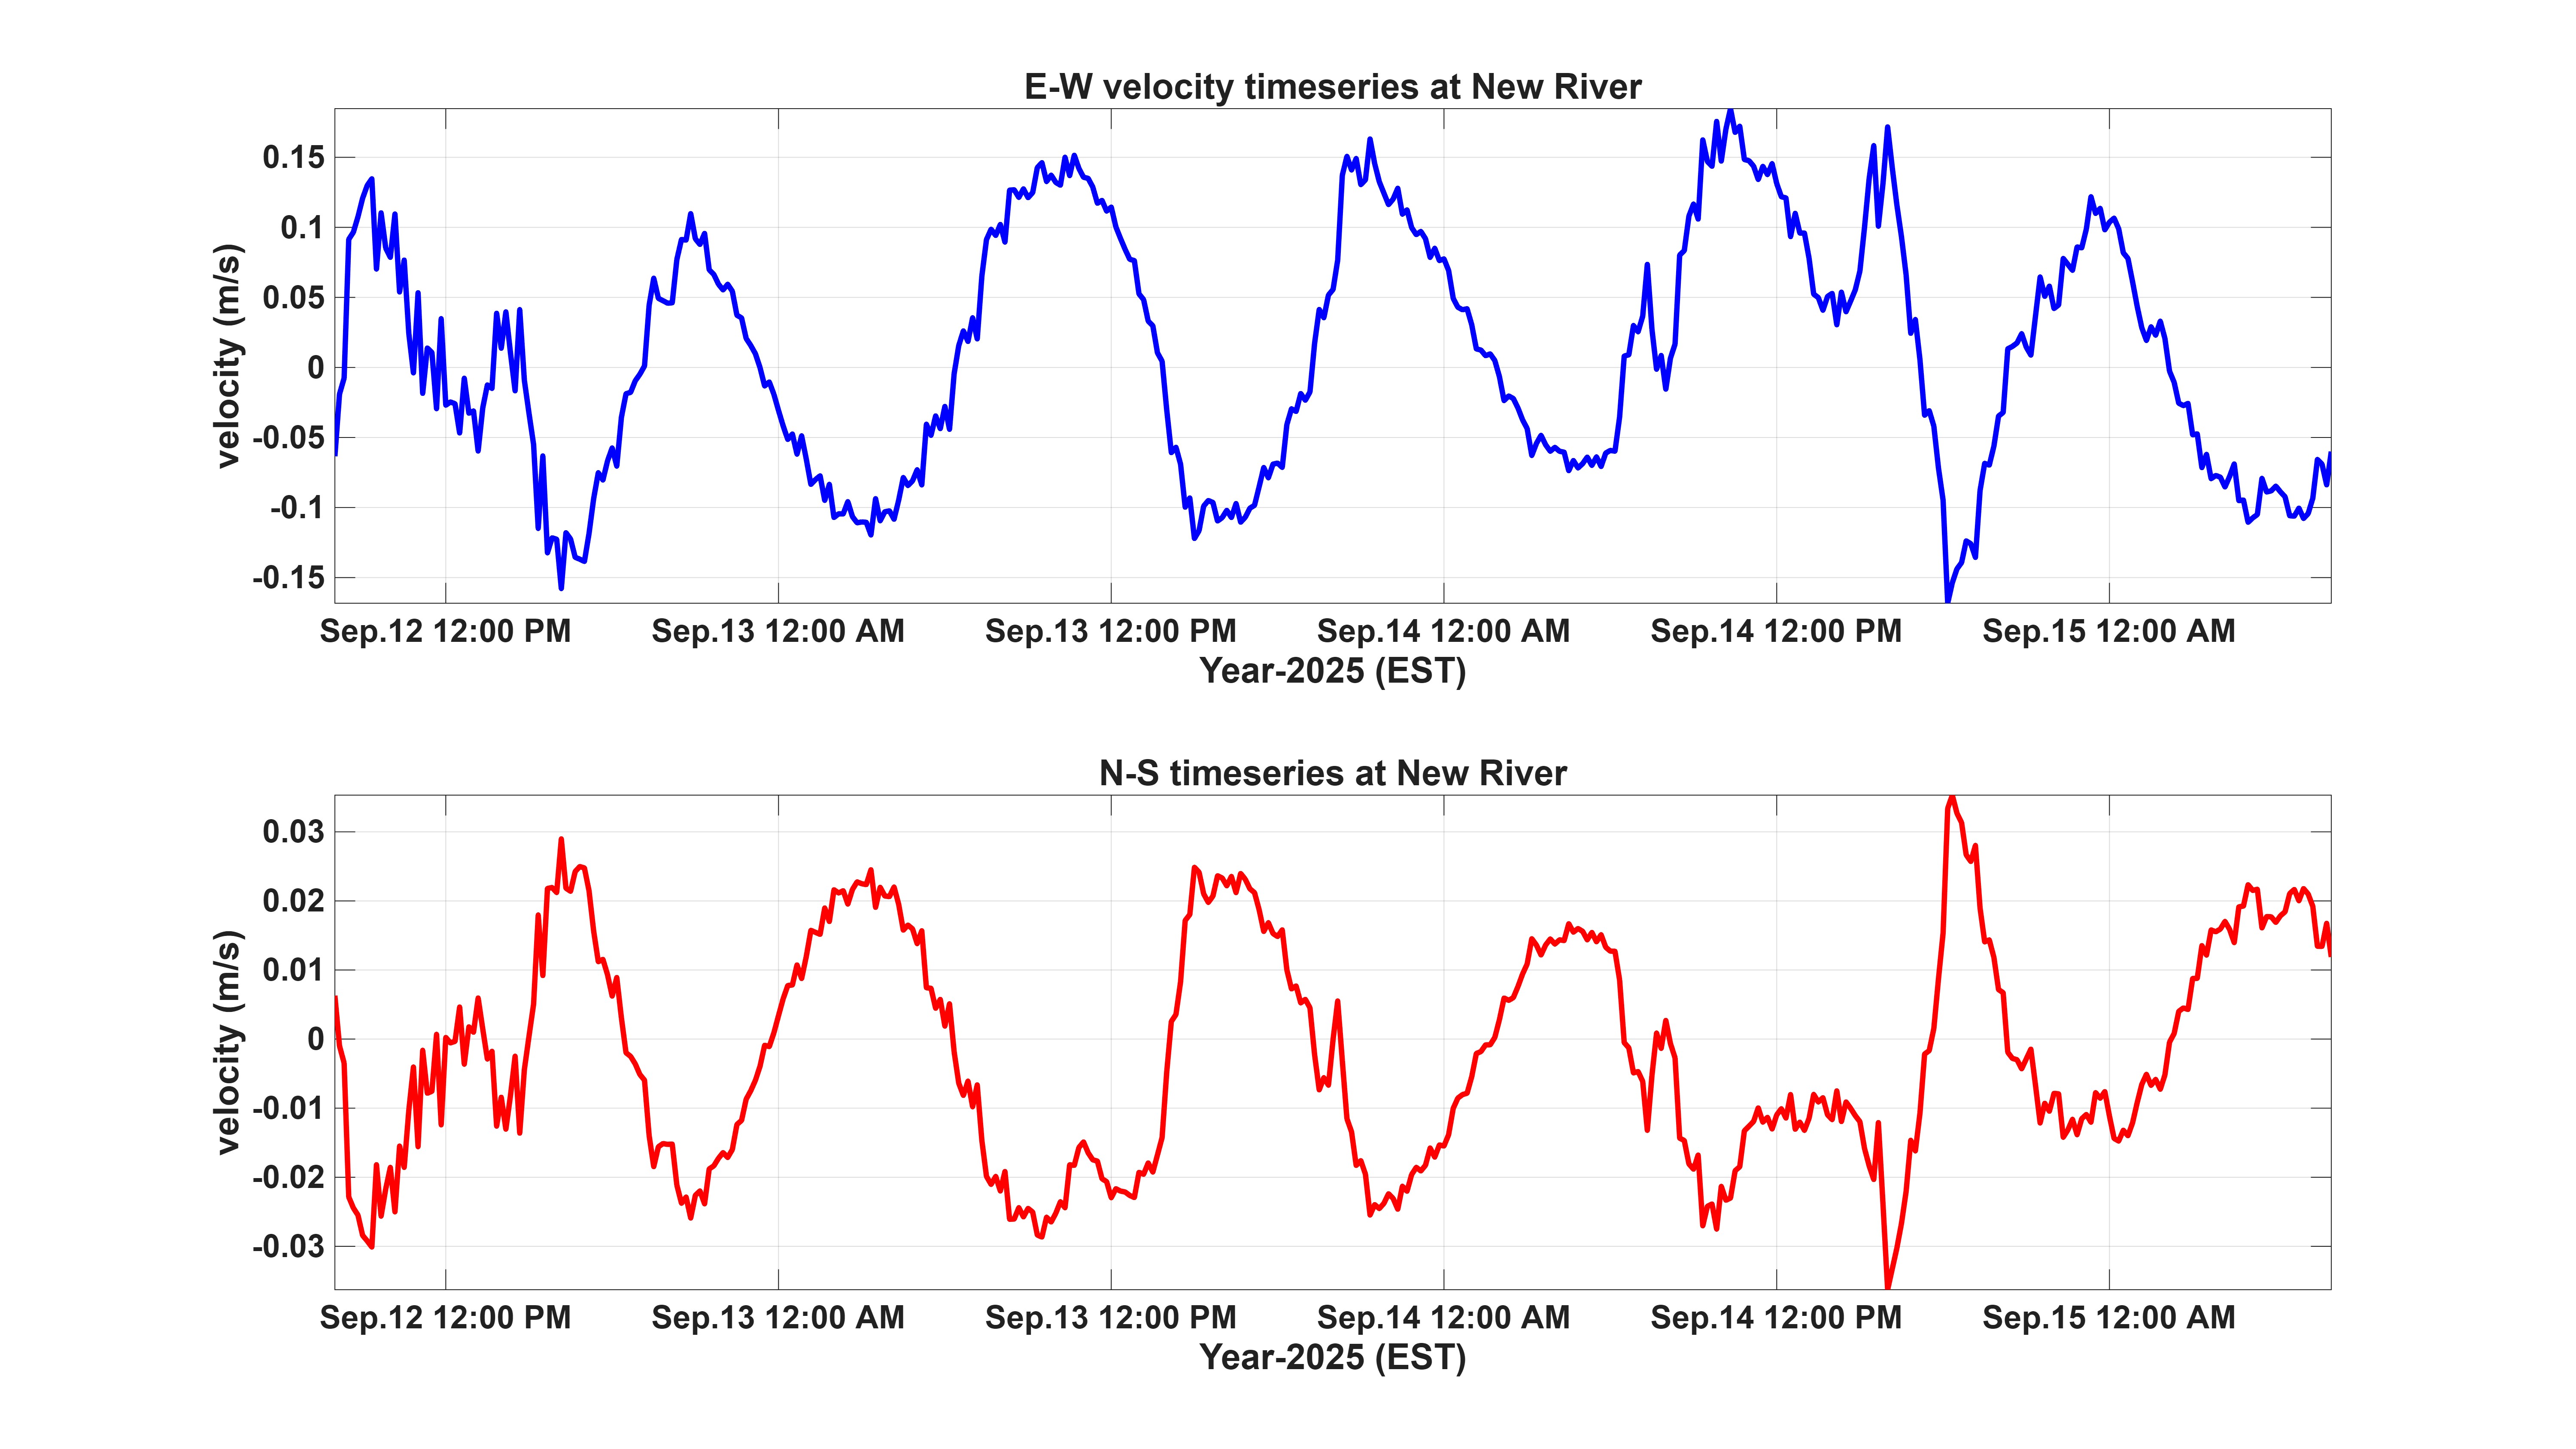 E-W velocity timeseries at New River
velocity (m/s)
0.15
0.1
0.05
0
-0.05
-0.1
-0.15
Sep.12 12:00 PM Sep.13 12:00 AM Sep.13 12:00 PM Sep.14 12:00 AM Sep.14 12:00 PM Sep.15 12:00 AM
Year-2025 (EST)
N-S timeseries at New River
velocity (m/s)
0.03
0.02
0.01
0
-0.01
-0.02
-0.03
Sep.12 12:00 PM Sep.13 12:00 AM Sep.13 12:00 PM Sep.14 12:00 AM Sep.14 12:00 PM Sep.15 12:00 AM
Year-2025 (EST)